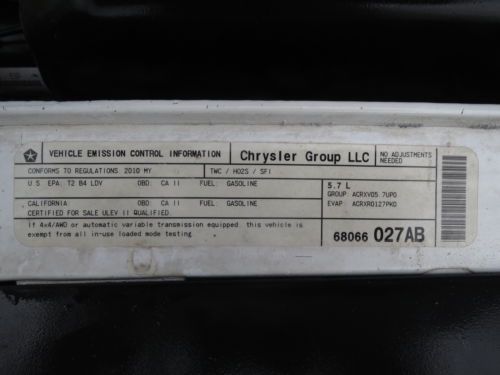 VEHICLE EMISSION CONTROL INFORMATION Chrysler Group LLC NO ADJUSTMENTS NEEDED
CONFORMS TO REGULATIONS: 2010 MY TWC / HO2S / SFI
U.S. EPA: T2 B4 LDV OBD: CA II FUEL: GASOLINE 5.7 L
GROUP: ACRXV05.7UP0
CALIFORNIA: OBD: CA II FUEL: GASOLINE EVAP: ACRXR0127PK0
CERTIFIED FOR SALE ULEV II QUALIFIED.
If 4x4/AWD or automatic variable transmission equipped, this vehicle is
exempt from all in-use loaded mode testing.
68066 027AB